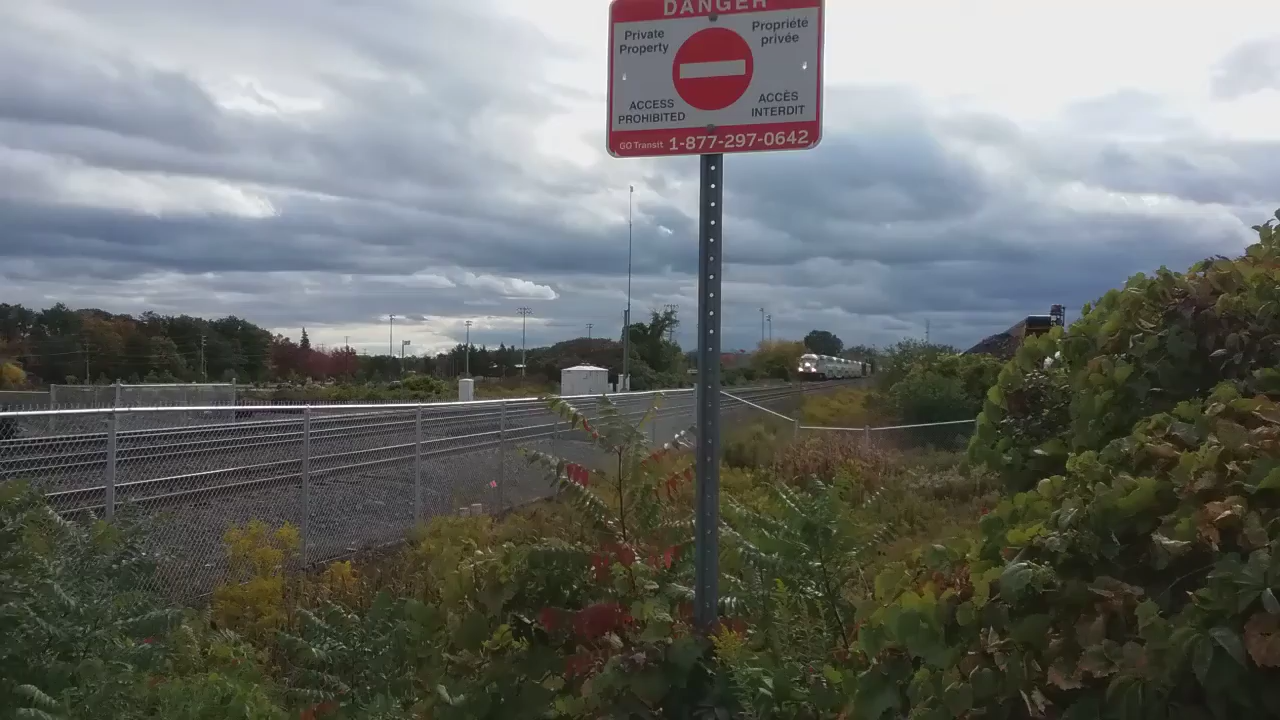 DANGER
Private
Property
Propriété
privée
ACCESS
PROHIBITED
ACCÈS
INTERDIT
GO Transit 1-877-297-0642